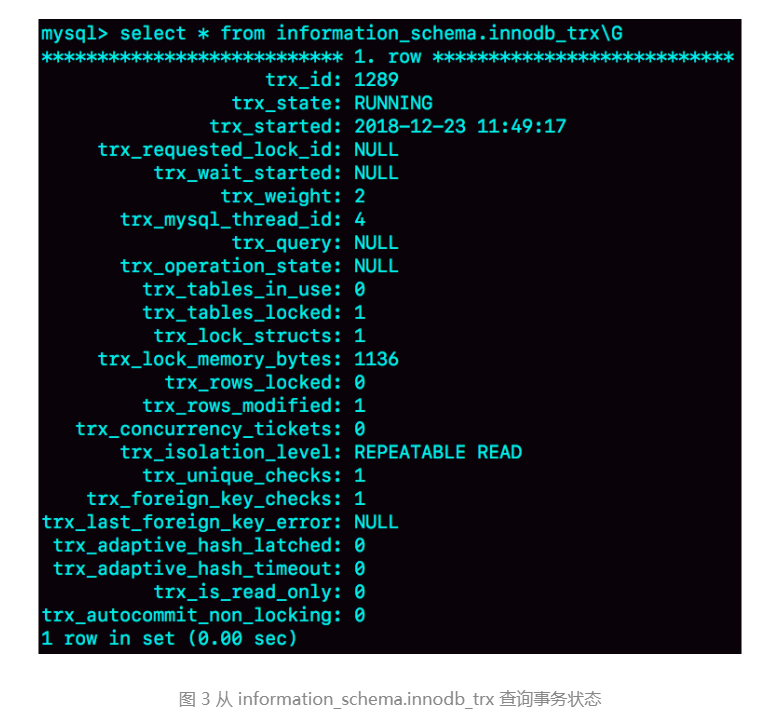 mysql> select * from information_schema.innodb_trx\G
*************************** 1. row ***************************
trx_id: 1289
trx_state: RUNNING
trx_started: 2018-12-23 11:49:17
trx_requested_lock_id: NULL
trx_wait_started: NULL
trx_weight: 2
trx_mysql_thread_id: 4
trx_query: NULL
trx_operation_state: NULL
trx_tables_in_use: 0
trx_tables_locked: 1
trx_lock_structs: 1
trx_lock_memory_bytes: 1136
trx_rows_locked: 0
trx_rows_modified: 1
trx_concurrency_tickets: 0
trx_isolation_level: REPEATABLE READ
trx_unique_checks: 1
trx_foreign_key_checks: 1
trx_last_foreign_key_error: NULL
trx_adaptive_hash_latched: 0
trx_adaptive_hash_timeout: 0
trx_is_read_only: 0
trx_autocommit_non_locking: 0
1 row in set (0.00 sec)
图 3 从 information_schema.innodb_trx 查询事务状态